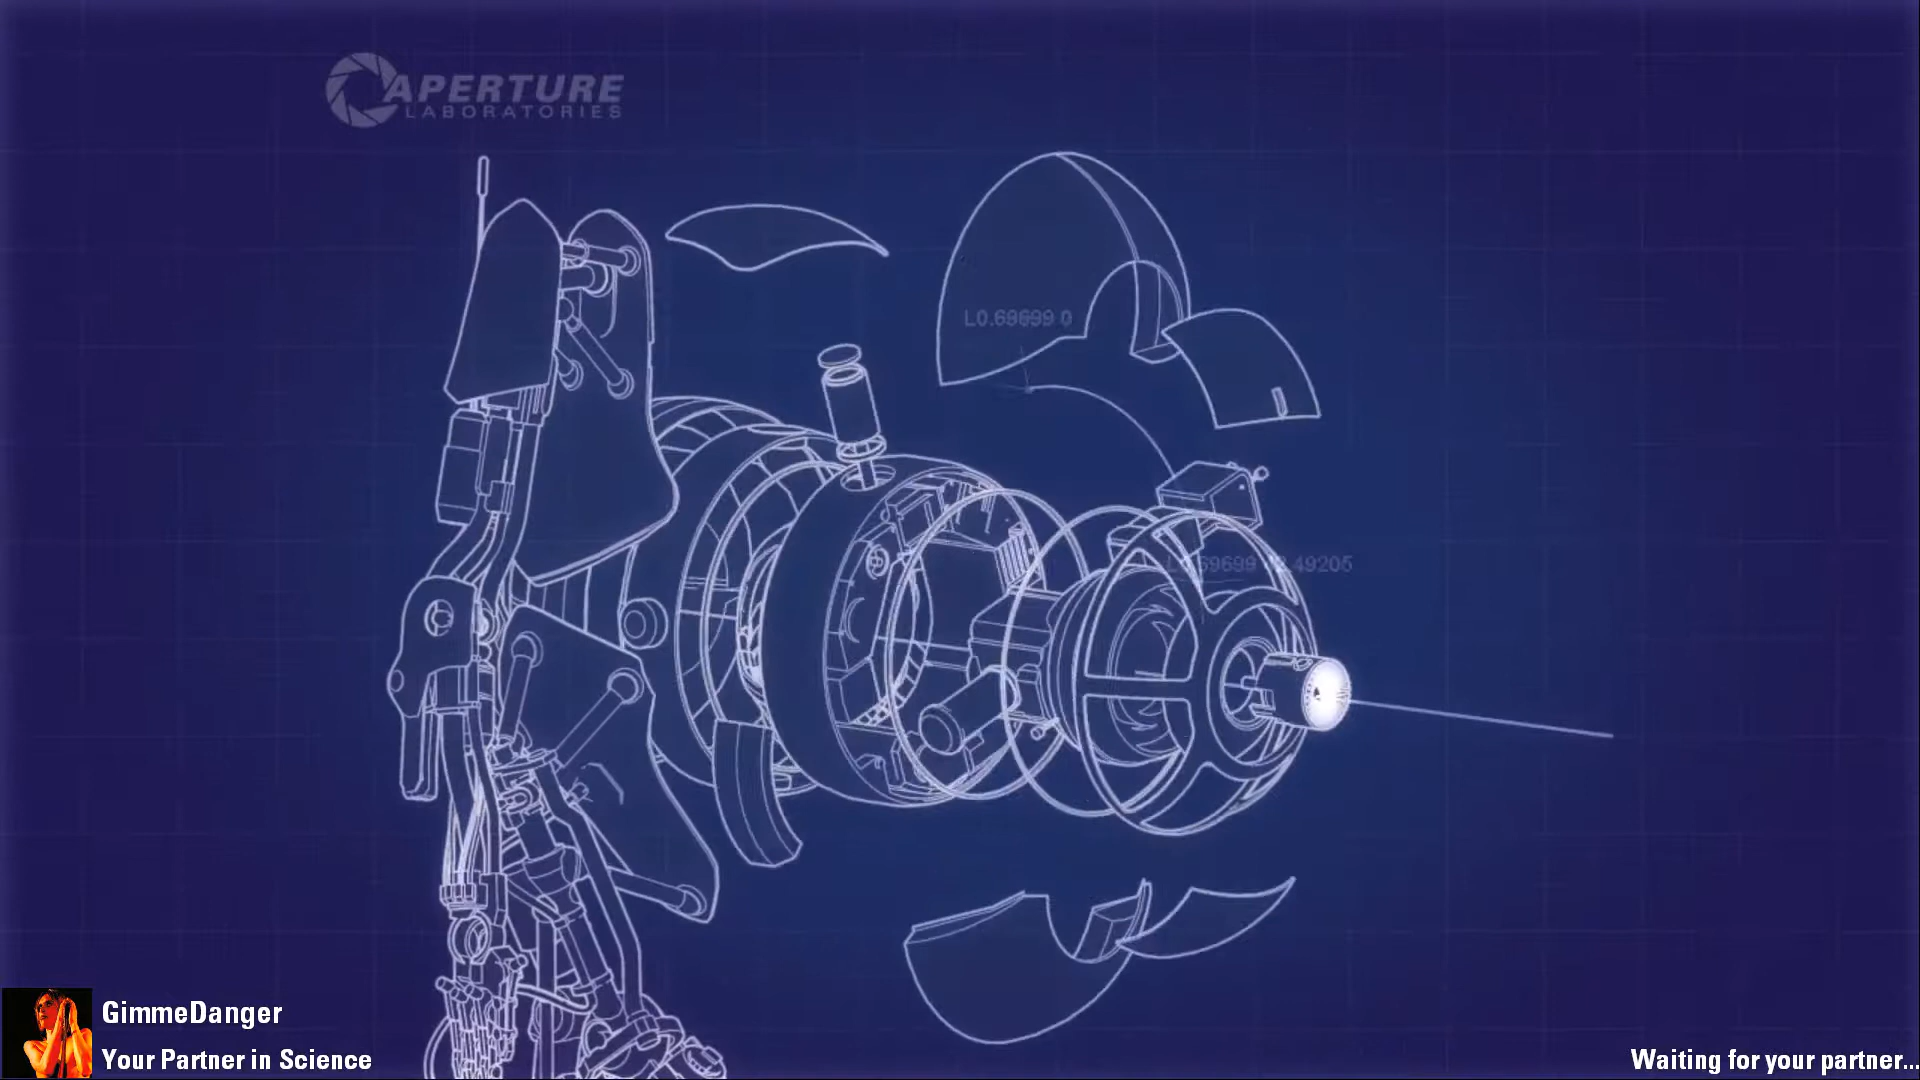 APERTURE
LABORATORIES
L0.69699 0
GimmeDanger
Your Partner in Science
Waiting for your partner...